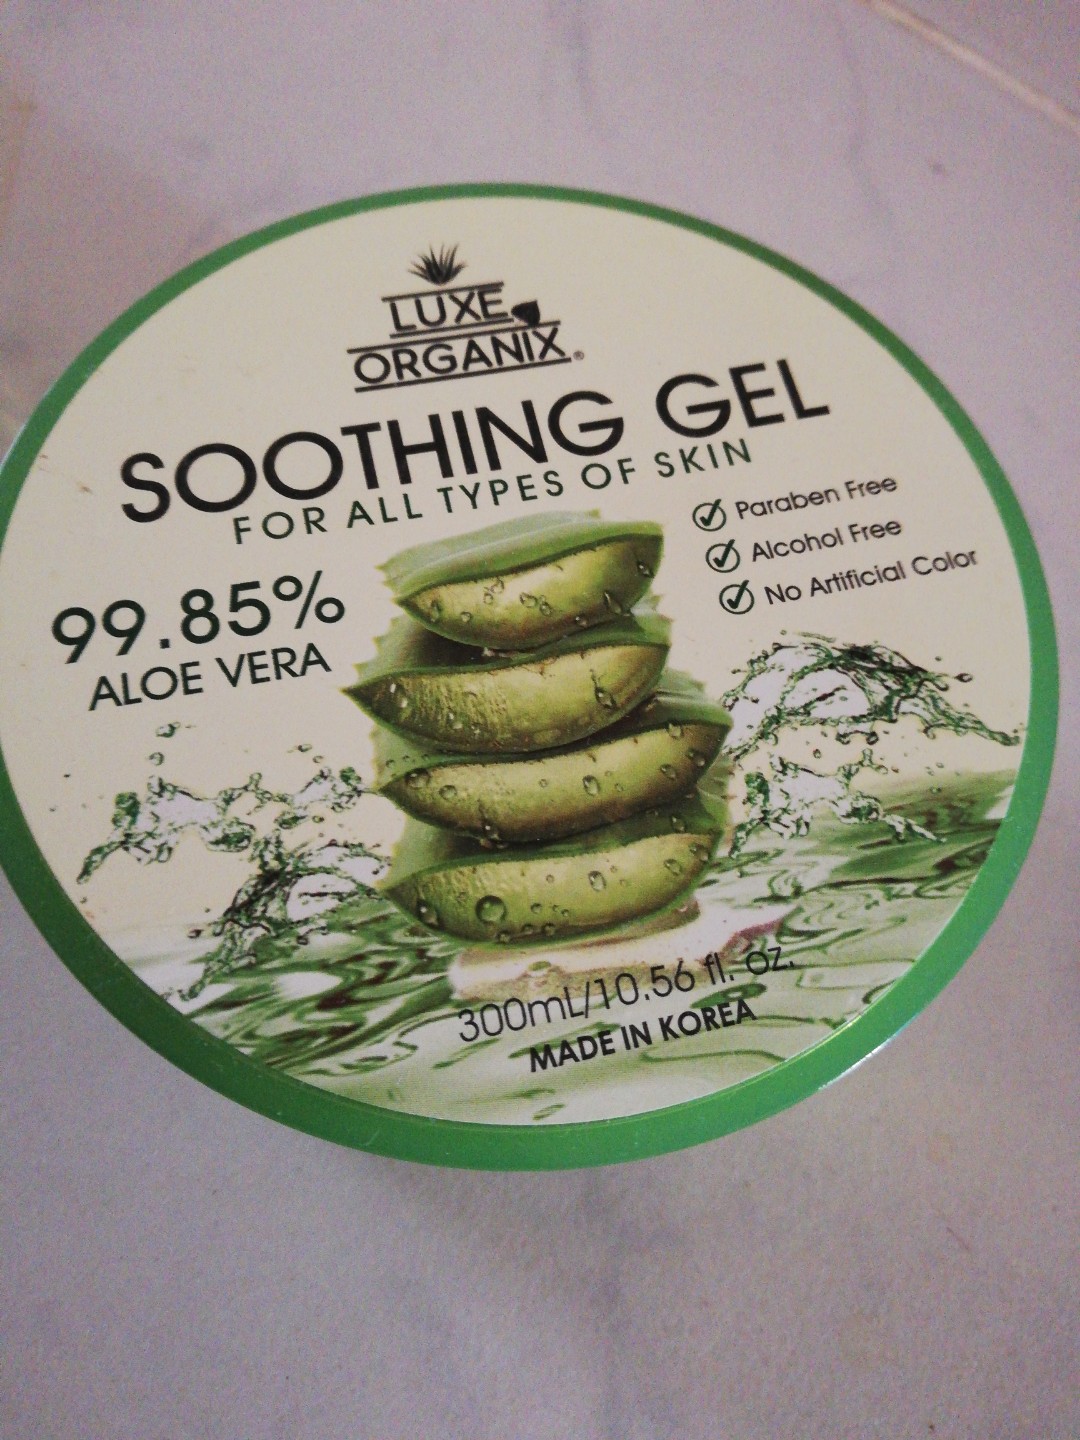 LUXE
ORGANIX®
SOOTHING GEL
FOR ALL TYPES OF SKIN
Paraben Free
Alcohol Free
No Artificial Color
99.85%
ALOE VERA
300mL/10.56 fl. oz.
MADE IN KOREA